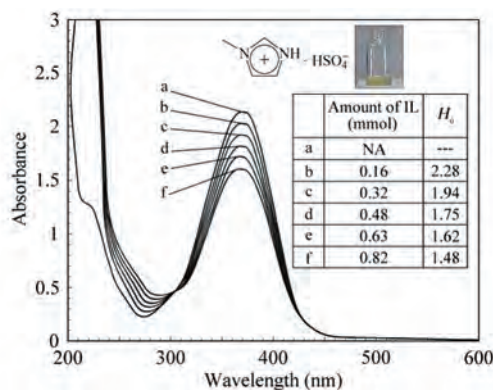 3
2.5
2
1.5
1
0.5
0
200
300
400
500
600
Absorbance
Wavelength (nm)
N
NH
+
HSO₄⁻
a
b
c
d
e
f
Amount of IL (mmol) H₀
a NA ---
b 0.16 2.28
c 0.32 1.94
d 0.48 1.75
e 0.63 1.62
f 0.82 1.48